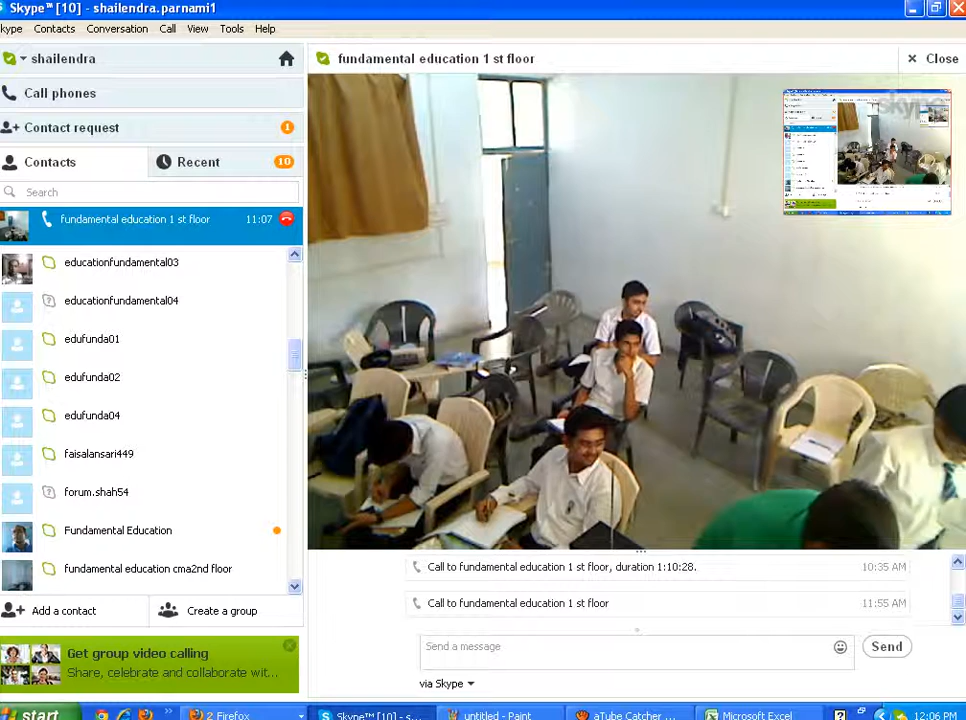 Skype™ [10] - shailendra.parnami1
kype Contacts Conversation Call View Tools Help
shailendra
Call phones
Contact request 1
Contacts
Recent 10
Search
fundamental education 1 st floor 11:07
educationfundamental03
educationfundamental04
edufunda01
edufunda02
edufunda04
faisalansari449
forum.shah54
Fundamental Education
fundamental education cma2nd floor
Add a contact
Create a group
Get group video calling
Share, celebrate and collaborate wit...
fundamental education 1 st floor
× Close
skype
Call to fundamental education 1 st floor, duration 1:10:28. 10:35 AM
Call to fundamental education 1 st floor 11:55 AM
Send a message
Send
via Skype
start
2 Firefox
Skype™ [10] - s...
untitled - Paint
aTube Catcher
Microsoft Excel
12:06 PM